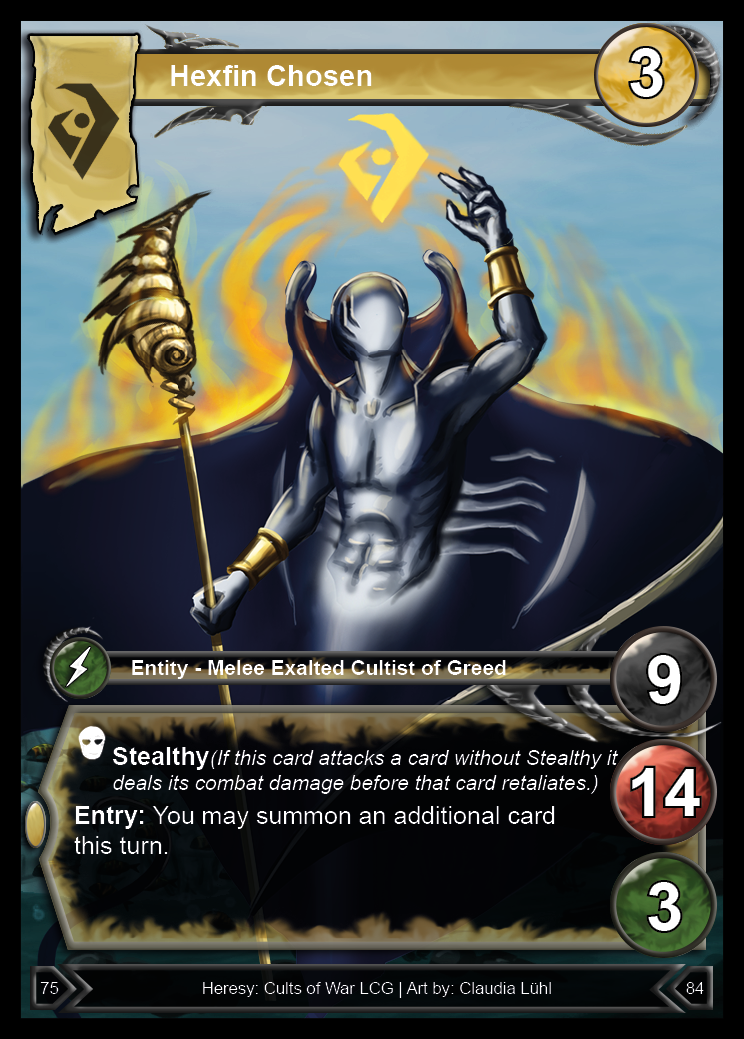 Hexfin Chosen
3
Entity - Melee Exalted Cultist of Greed
9
Stealthy(If this card attacks a card without Stealthy it
deals its combat damage before that card retaliates.)
14
Entry: You may summon an additional card
this turn.
3
75
Heresy: Cults of War LCG | Art by: Claudia Lühl
84